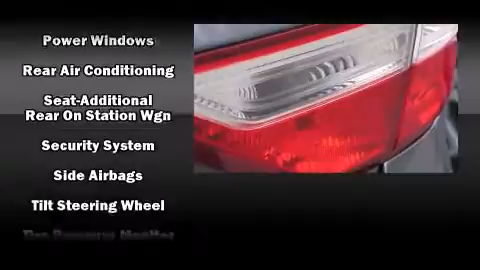 Power Windows
Rear Air Conditioning
Seat-Additional
Rear On Station Wgn
Security System
Side Airbags
Tilt Steering Wheel